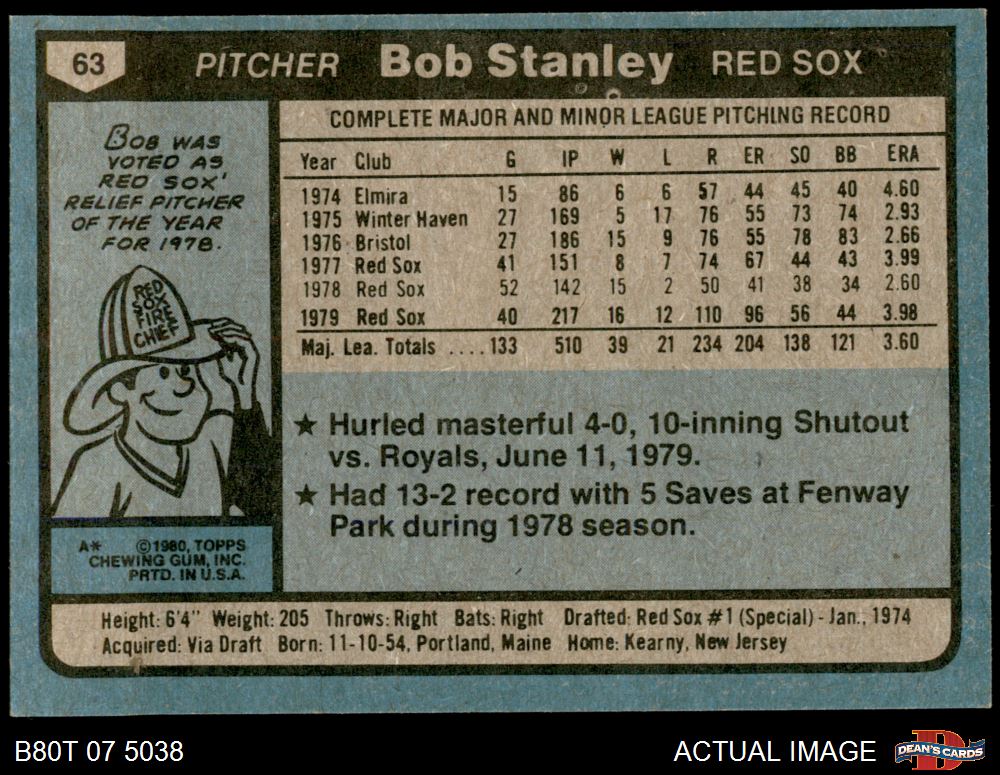 63 PITCHER Bob Stanley RED SOX
BOB WAS
VOTED AS
RED SOX'
RELIEF PITCHER
OF THE YEAR
FOR 1978.
RED
SOX
FIRE
CHIEF
A* ©1980, TOPPS
CHEWING GUM, INC.
PRTD. IN U.S.A.
COMPLETE MAJOR AND MINOR LEAGUE PITCHING RECORD
Year Club G IP W L R ER SO BB ERA
1974 Elmira 15 86 6 6 57 44 45 40 4.60
1975 Winter Haven 27 169 5 17 76 55 73 74 2.93
1976 Bristol 27 186 15 9 76 55 78 83 2.66
1977 Red Sox 41 151 8 7 74 67 44 43 3.99
1978 Red Sox 52 142 15 2 50 41 38 34 2.60
1979 Red Sox 40 217 16 12 110 96 56 44 3.98
Maj. Lea. Totals ....133 510 39 21 234 204 138 121 3.60
★ Hurled masterful 4-0, 10-inning Shutout
vs. Royals, June 11, 1979.
★ Had 13-2 record with 5 Saves at Fenway
Park during 1978 season.
Height: 6'4" Weight: 205 Throws: Right Bats: Right Drafted: Red Sox #1 (Special) - Jan., 1974
Acquired: Via Draft Born: 11-10-54, Portland, Maine Home: Kearny, New Jersey
B80T 07 5038 ACTUAL IMAGE D DEAN'S CARDS